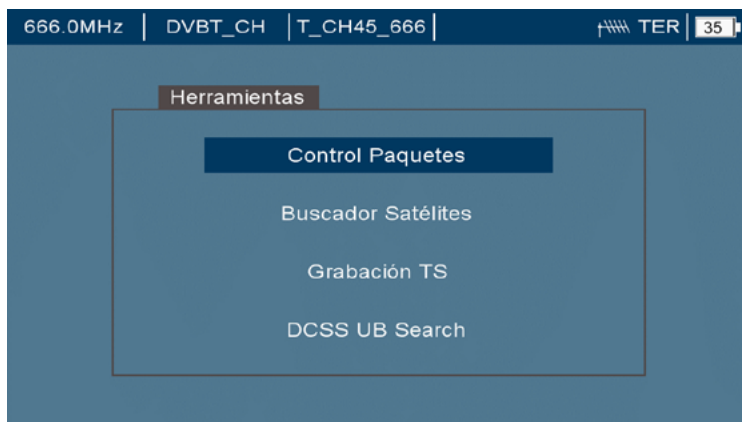 666.0MHz DVBT_CH T_CH45_666 TER 35
Herramientas
Control Paquetes
Buscador Satélites
Grabación TS
DCSS UB Search